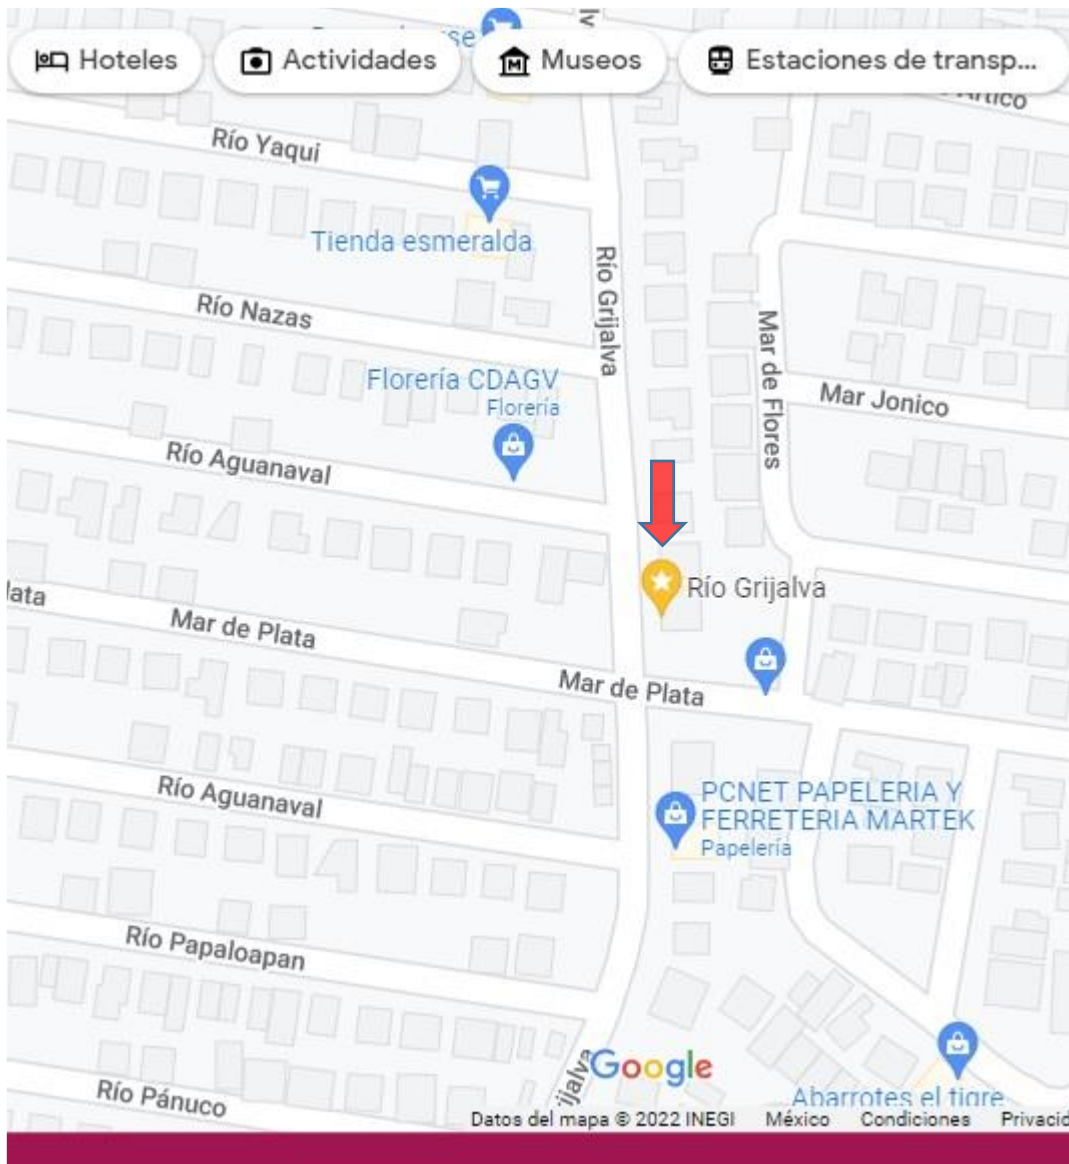 Hoteles
Actividades
Museos
Estaciones de transp...
Río Yaqui
Tienda esmeralda
Río Grijalva
Río Nazas
Mar de Flores
Florería CDAGV
Florería
Mar Jonico
Río Aguanaval
Río Grijalva
lata
Mar de Plata
Mar de Plata
Río Aguanaval
PCNET PAPELERIA Y
FERRETERIA MARTEK
Papelería
Río Papaloapan
Google
ijalva
Río Pánuco
Abarrotes el tigre
Datos del mapa © 2022 INEGI México Condiciones Privacid